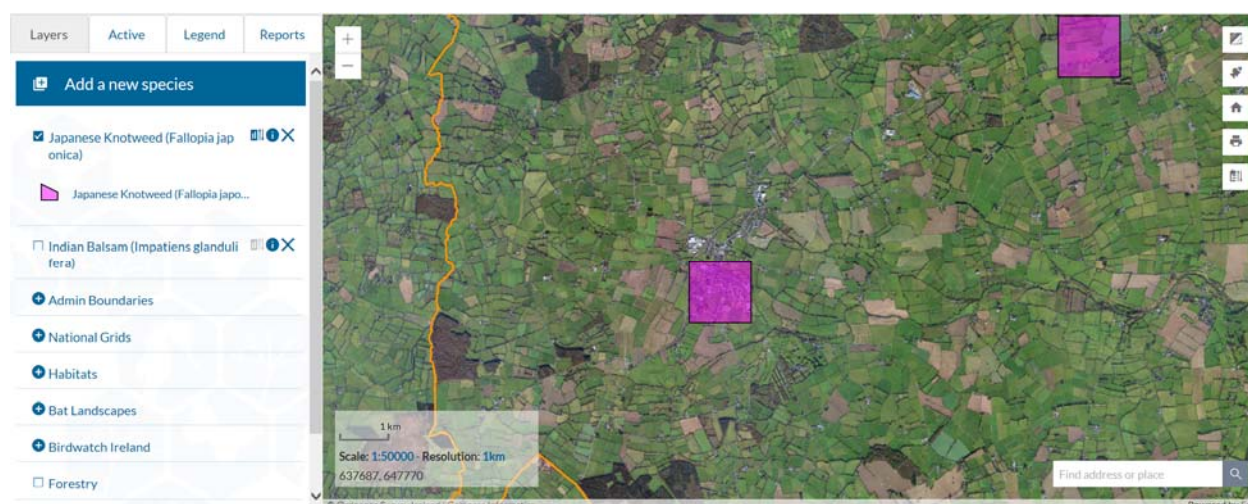 Layers Active Legend Reports
Add a new species
Japanese Knotweed (Fallopia jap
onica)
Japanese Knotweed (Fallopia japo...
Indian Balsam (Impatiens glanduli
fera)
Admin Boundaries
National Grids
Habitats
Bat Landscapes
Birdwatch Ireland
Forestry
1 km
Scale: 1:50000 - Resolution: 1km
637687, 647770
Find address or place